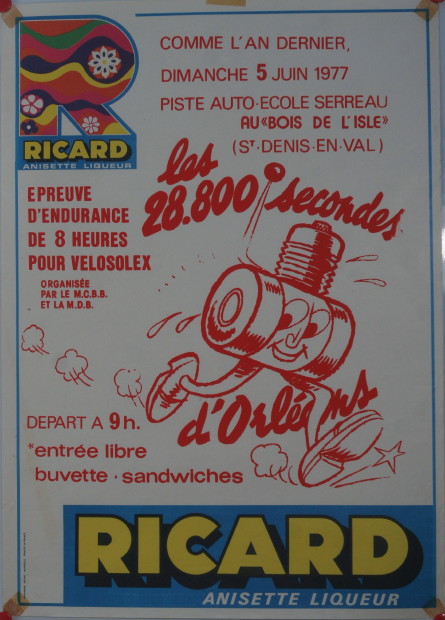 COMME L'AN DERNIER,
DIMANCHE 5 JUIN 1977
PISTE AUTO·ECOLE SERREAU
AU «BOIS DE L'ISLE»
(ST·DENIS·EN·VAL)
R
RICARD
ANISETTE LIQUEUR
les
28.800 secondes
EPREUVE
D'ENDURANCE
DE 8 HEURES
POUR VELOSOLEX
ORGANISÉE
PAR LE M.C.B.B.
ET LA M.D.B.
d'Orléans
DEPART A 9h.
*entrée libre
buvette · sandwiches
RICARD
ANISETTE LIQUEUR